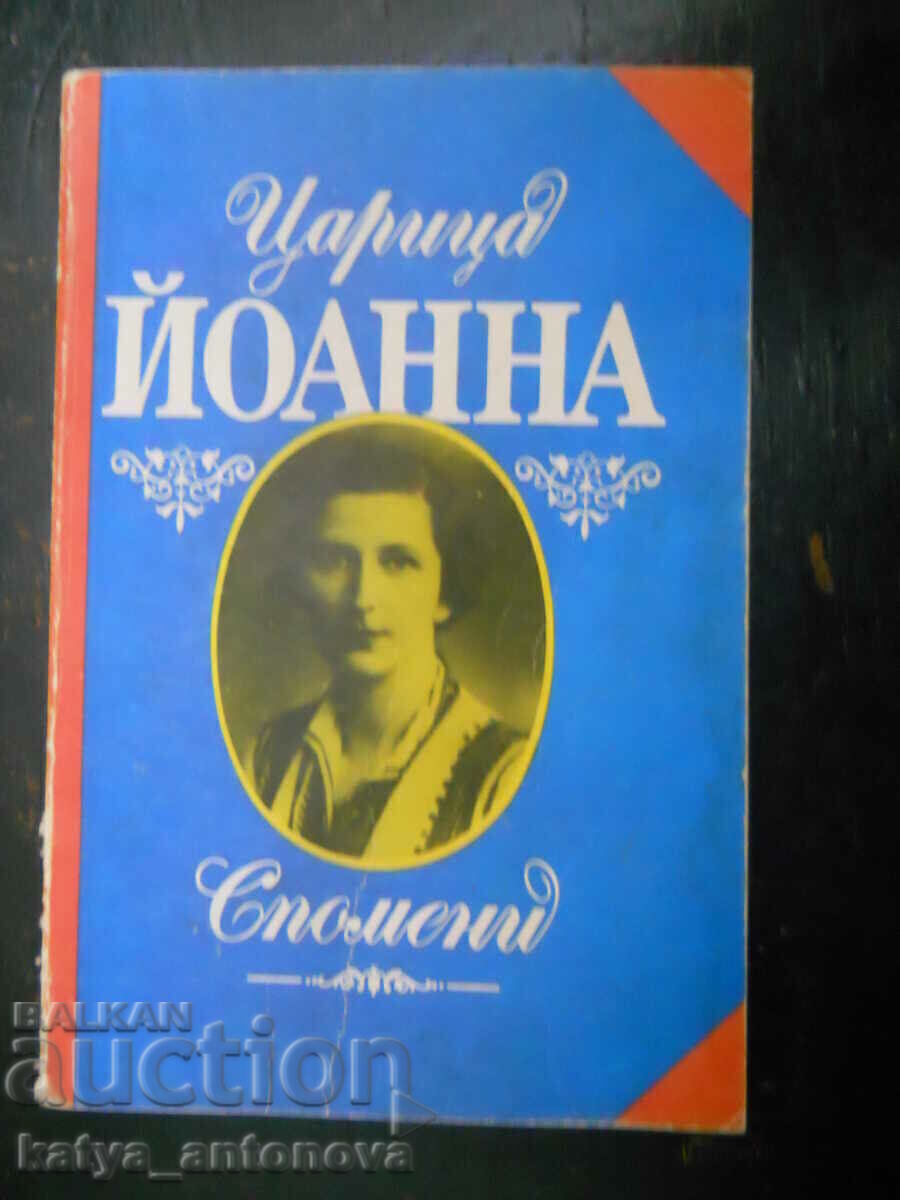 Царица
ЙОАННА
Спомени
BALKAN
auction
katya_antonova